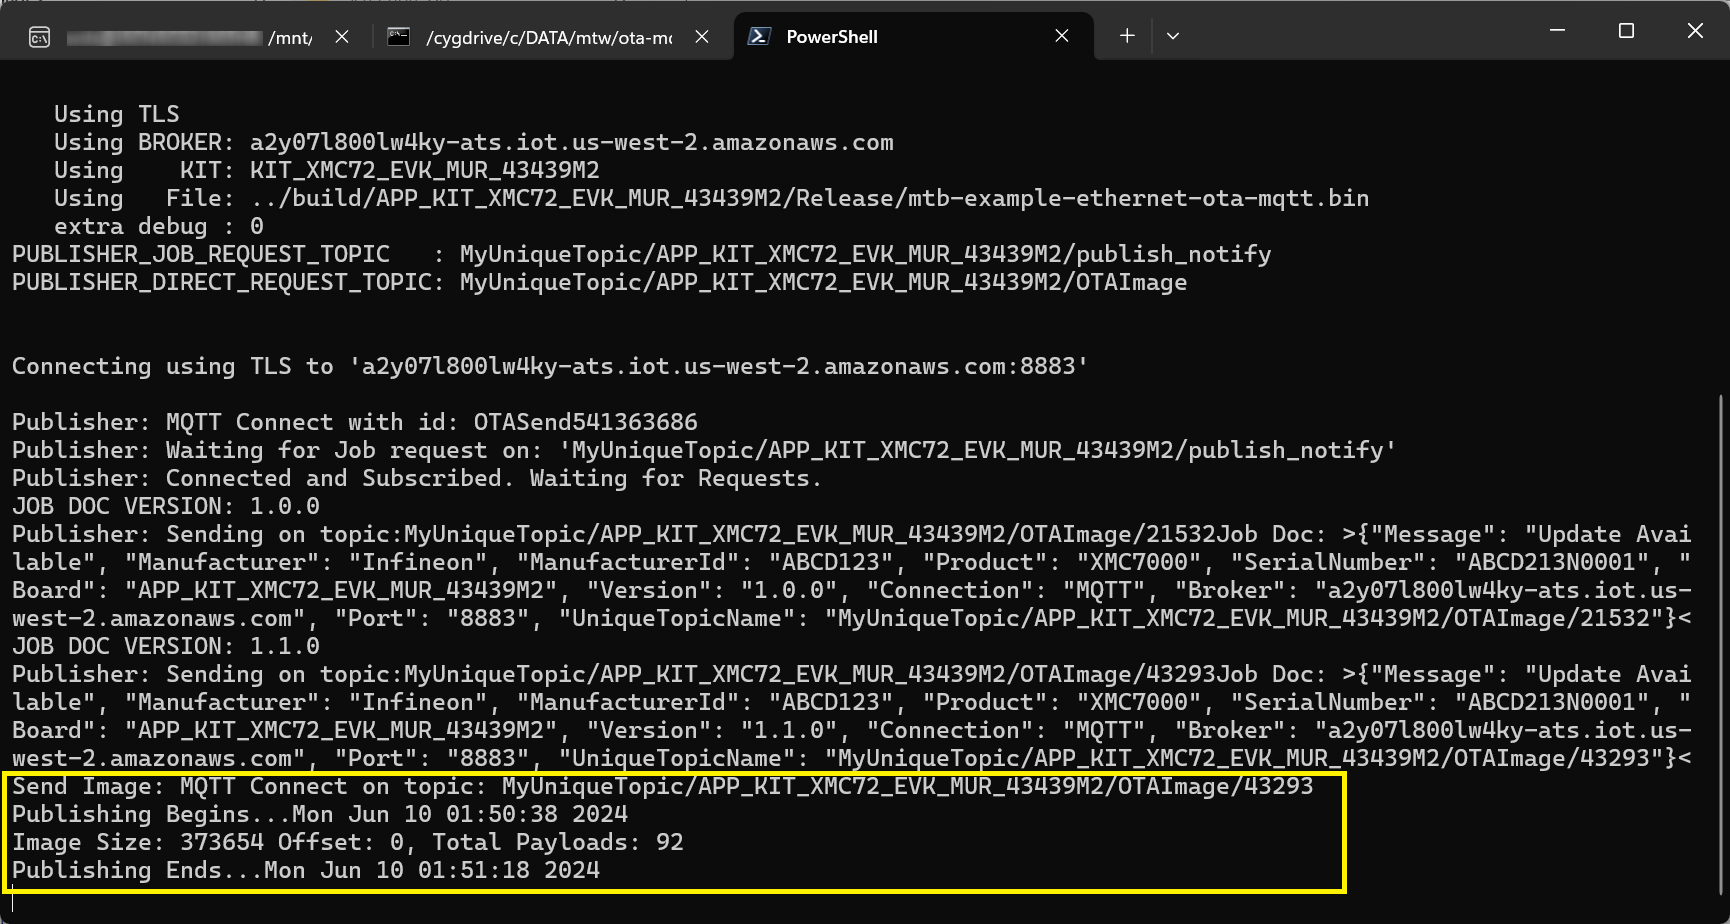 /mnt/
/cygdrive/c/DATA/mtw/ota-mo
PowerShell
Using TLS
Using BROKER: a2y07l800lw4ky-ats.iot.us-west-2.amazonaws.com
Using    KIT: KIT_XMC72_EVK_MUR_43439M2
Using   File: ../build/APP_KIT_XMC72_EVK_MUR_43439M2/Release/mtb-example-ethernet-ota-mqtt.bin
extra debug : 0
PUBLISHER_JOB_REQUEST_TOPIC   : MyUniqueTopic/APP_KIT_XMC72_EVK_MUR_43439M2/publish_notify
PUBLISHER_DIRECT_REQUEST_TOPIC: MyUniqueTopic/APP_KIT_XMC72_EVK_MUR_43439M2/OTAImage
Connecting using TLS to 'a2y07l800lw4ky-ats.iot.us-west-2.amazonaws.com:8883'
Publisher: MQTT Connect with id: OTASend541363686
Publisher: Waiting for Job request on: 'MyUniqueTopic/APP_KIT_XMC72_EVK_MUR_43439M2/publish_notify'
Publisher: Connected and Subscribed. Waiting for Requests.
JOB DOC VERSION: 1.0.0
Publisher: Sending on topic:MyUniqueTopic/APP_KIT_XMC72_EVK_MUR_43439M2/OTAImage/21532Job Doc: >{"Message": "Update Avai
lable", "Manufacturer": "Infineon", "ManufacturerId": "ABCD123", "Product": "XMC7000", "SerialNumber": "ABCD213N0001", "
Board": "APP_KIT_XMC72_EVK_MUR_43439M2", "Version": "1.0.0", "Connection": "MQTT", "Broker": "a2y07l800lw4ky-ats.iot.us-
west-2.amazonaws.com", "Port": "8883", "UniqueTopicName": "MyUniqueTopic/APP_KIT_XMC72_EVK_MUR_43439M2/OTAImage/21532"}<
JOB DOC VERSION: 1.1.0
Publisher: Sending on topic:MyUniqueTopic/APP_KIT_XMC72_EVK_MUR_43439M2/OTAImage/43293Job Doc: >{"Message": "Update Avai
lable", "Manufacturer": "Infineon", "ManufacturerId": "ABCD123", "Product": "XMC7000", "SerialNumber": "ABCD213N0001", "
Board": "APP_KIT_XMC72_EVK_MUR_43439M2", "Version": "1.1.0", "Connection": "MQTT", "Broker": "a2y07l800lw4ky-ats.iot.us-
west-2.amazonaws.com", "Port": "8883", "UniqueTopicName": "MyUniqueTopic/APP_KIT_XMC72_EVK_MUR_43439M2/OTAImage/43293"}<
Send Image: MQTT Connect on topic: MyUniqueTopic/APP_KIT_XMC72_EVK_MUR_43439M2/OTAImage/43293
Publishing Begins...Mon Jun 10 01:50:38 2024
Image Size: 373654 Offset: 0, Total Payloads: 92
Publishing Ends...Mon Jun 10 01:51:18 2024